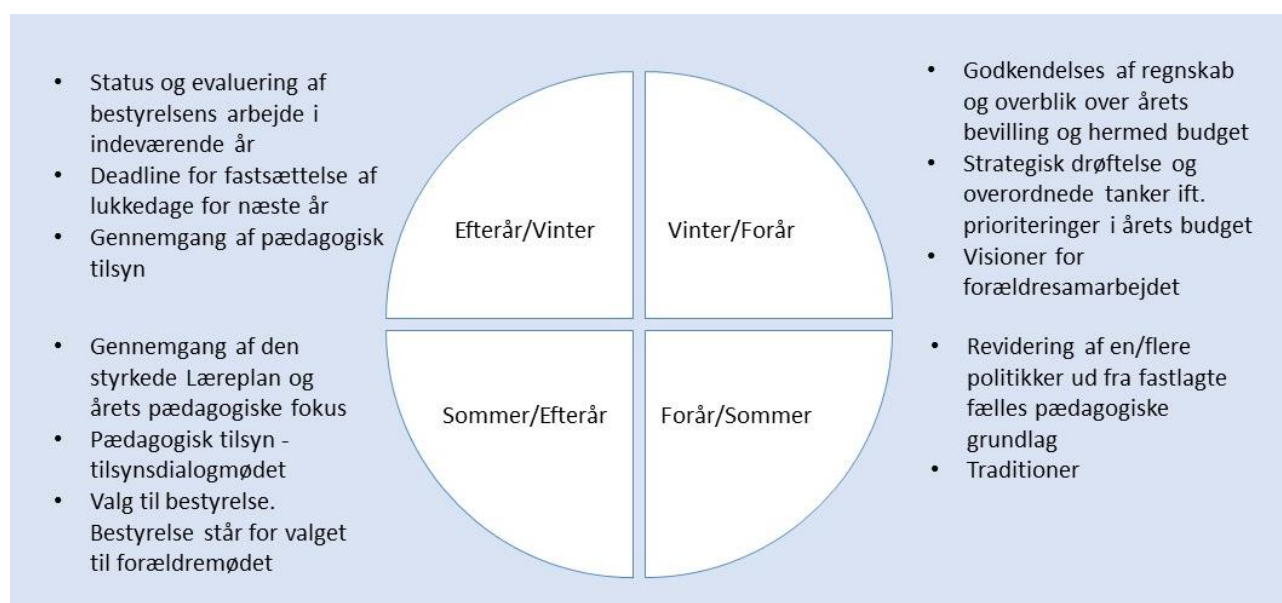 • Status og evaluering af
bestyrelsens arbejde i
indeværende år
• Deadline for fastsættelse af
lukkedage for næste år
• Gennemgang af pædagogisk
tilsyn
Efterår/Vinter
Vinter/Forår
• Godkendelses af regnskab
og overblik over årets
bevilling og hermed budget
• Strategisk drøftelse og
overordnede tanker ift.
prioriteringer i årets budget
• Visioner for
forældresamarbejdet
• Gennemgang af den
styrkede Læreplan og
årets pædagogiske fokus
• Pædagogisk tilsyn -
tilsynsdialogmødet
• Valg til bestyrelse.
Bestyrelse står for valget
til forældremødet
Sommer/Efterår
Forår/Sommer
• Revidering af en/flere
politikker ud fra fastlagte
fælles pædagogiske
grundlag
• Traditioner